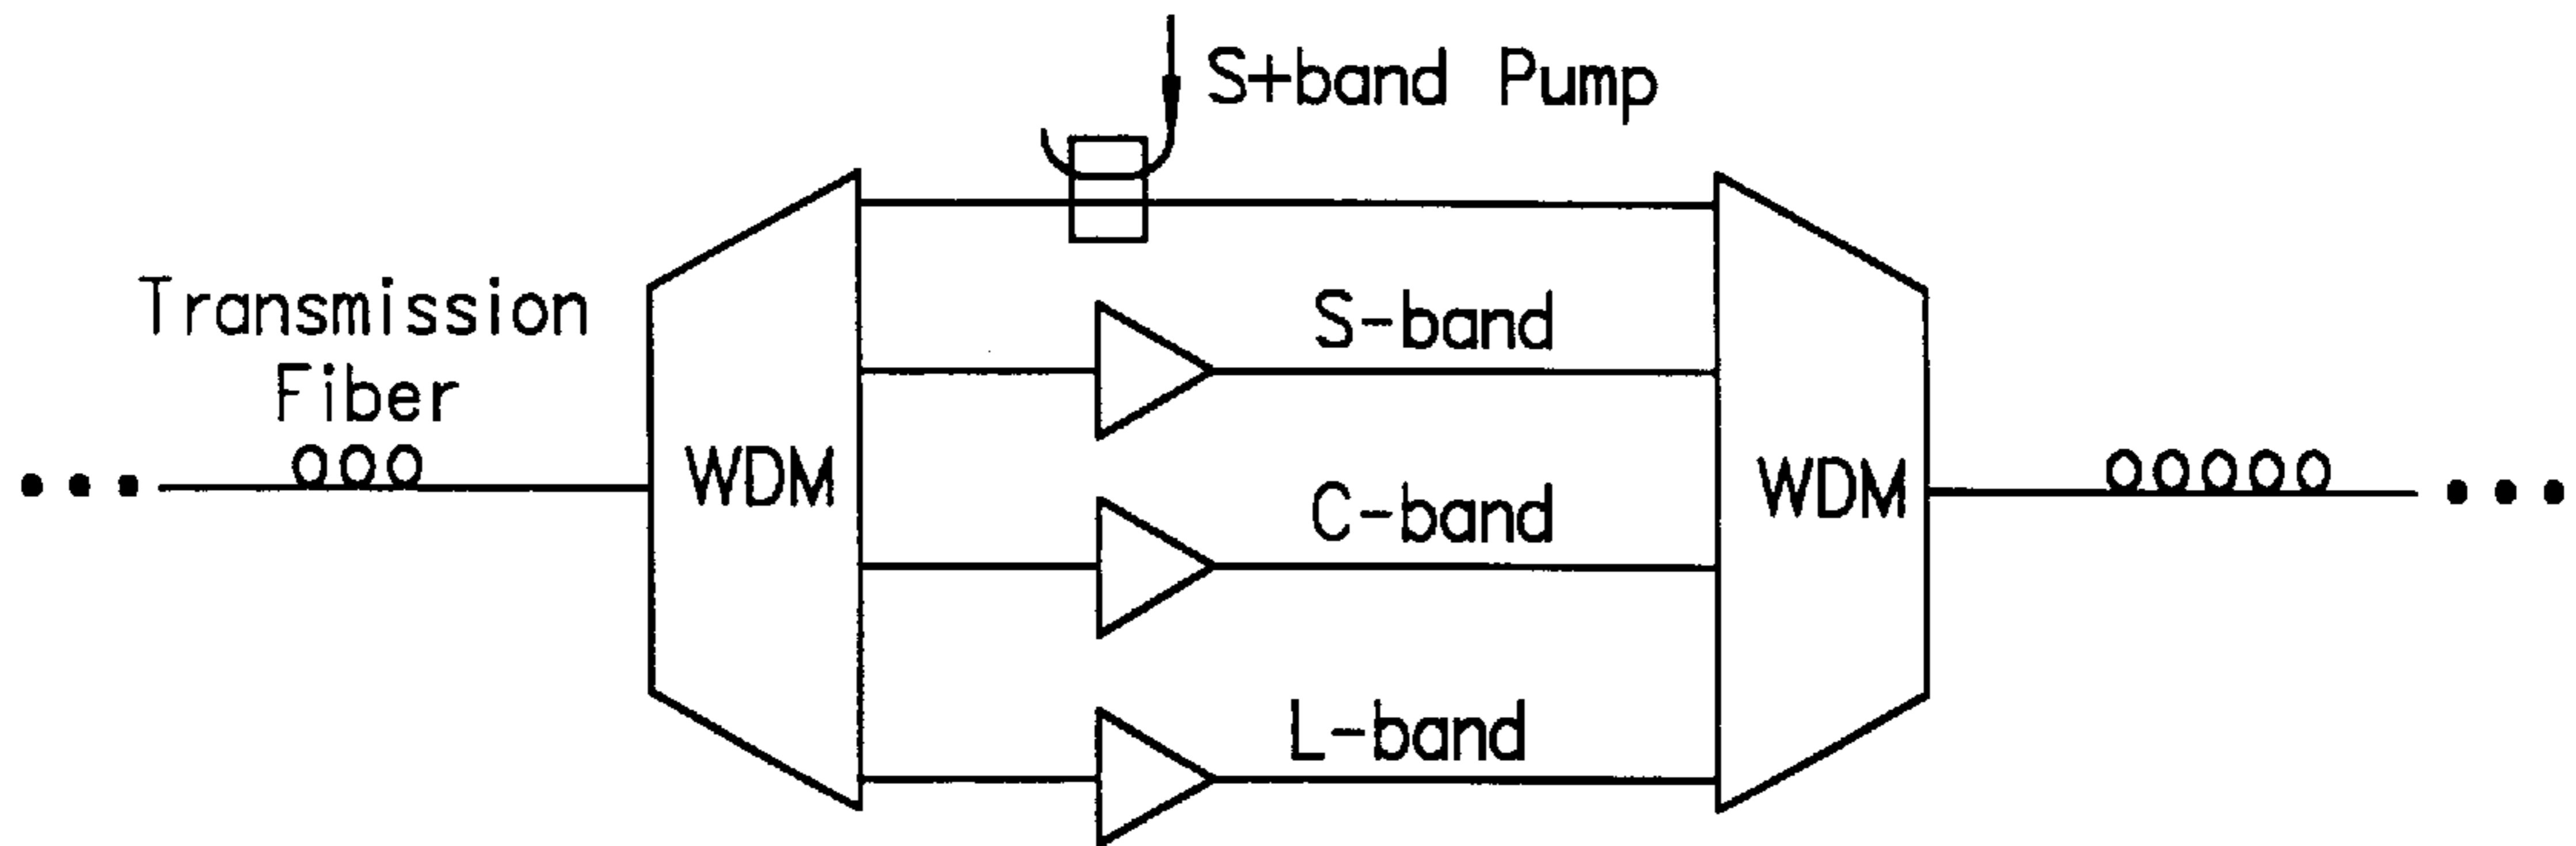 S+band Pump
Transmission
Fiber
S-band
WDM
C-band
WDM
L-band